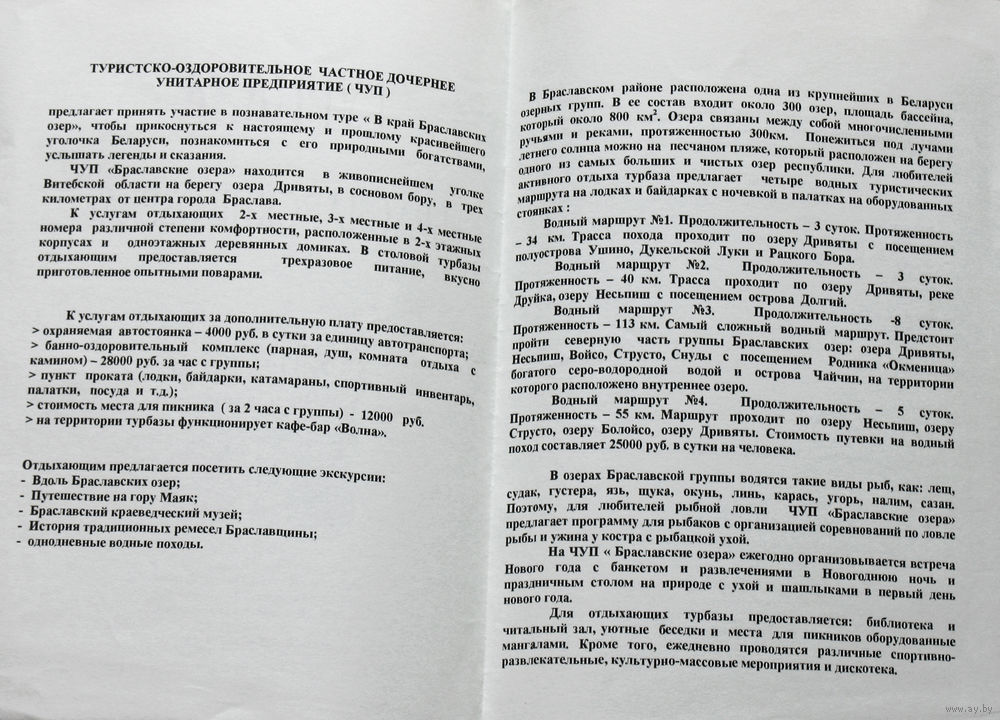 ТУРИСТСКО-ОЗДОРОВИТЕЛЬНОЕ ЧАСТНОЕ ДОЧЕРНЕЕ
УНИТАРНОЕ ПРЕДПРИЯТИЕ ( ЧУП )
предлагает принять участие в познавательном туре « В край Браславских
озер», чтобы прикоснуться к настоящему и прошлому красивейшего
уголочка Беларуси, познакомиться с его природными богатствами,
услышать легенды и сказания.
ЧУП «Браславские озера» находится в живописнейшем уголке
Витебской области на берегу озера Дривяты, в сосновом бору, в трех
километрах от центра города Браслава.
К услугам отдыхающих 2-х местные, 3-х местные и 4-х местные
номера различной степени комфортности, расположенные в 2-х этажных
корпусах и одноэтажных деревянных домиках. В столовой турбазы
отдыхающим предоставляется трехразовое питание, вкусно
приготовленное опытными поварами.
К услугам отдыхающих за дополнительную плату предоставляется:
> охраняемая автостоянка – 4000 руб. в сутки за единицу автотранспорта;
> банно-оздоровительный комплекс (парная, душ, комната отдыха с
камином) – 28000 руб. за час с группы;
> пункт проката (лодки, байдарки, катамараны, спортивный инвентарь,
палатки, посуда и т.д.);
> стоимость места для пикника ( за 2 часа с группы) - 12000 руб.
> на территории турбазы функционирует кафе-бар «Волна».
Отдыхающим предлагается посетить следующие экскурсии:
- Вдоль Браславских озер;
- Путешествие на гору Маяк;
- Браславский краеведческий музей;
- История традиционных ремесел Браславщины;
- однодневные водные походы.
В Браславском районе расположена одна из крупнейших в Беларуси
озерных групп. В ее состав входит около 300 озер, площадь бассейна,
который около 800 км². Озера связаны между собой многочисленными
ручьями и реками, протяженностью 300км. Понежиться под лучами
летнего солнца можно на песчаном пляже, который расположен на берегу
одного из самых больших и чистых озер республики. Для любителей
активного отдыха турбаза предлагает четыре водных туристических
маршрута на лодках и байдарках с ночевкой в палатках на оборудованных
стоянках :
Водный маршрут №1. Продолжительность – 3 суток. Протяженность
– 34 км. Трасса похода проходит по озеру Дривяты с посещением
полуострова Ушино, Дукельской Луки и Рацкого Бора.
Водный маршрут №2. Продолжительность – 3 суток.
Протяженность – 40 км. Трасса проходит по озеру Дривяты, реке
Друйка, озеру Несьпиш с посещением острова Долгий.
Водный маршрут №3. Продолжительность -8 суток.
Протяженность – 113 км. Самый сложный водный маршрут. Предстоит
пройти северную часть группы Браславских озер: озера Дривяты,
Несьпиш, Войсо, Струсто, Снуды с посещением Родника «Окменица»
богатого серо-водородной водой и острова Чайчин, на территории
которого расположено внутреннее озеро.
Водный маршрут №4. Продолжительность – 5 суток.
Протяженность – 55 км. Маршрут проходит по озеру Несьпиш, озеру
Струсто, озеру Болойсо, озеру Дривяты. Стоимость путевки на водный
поход составляет 25000 руб. в сутки на человека.
В озерах Браславской группы водятся такие виды рыб, как: лещ,
судак, густера, язь, щука, окунь, линь, карась, угорь, налим, сазан.
Поэтому, для любителей рыбной ловли ЧУП «Браславские озера»
предлагает программу для рыбаков с организацией соревнований по ловле
рыбы и ужина у костра с рыбацкой ухой.
На ЧУП « Браславские озера» ежегодно организовывается встреча
Нового года с банкетом и развлечениями в Новогоднюю ночь и
праздничным столом на природе с ухой и шашлыками в первый день
нового года.
Для отдыхающих турбазы предоставляется: библиотека и
читальный зал, уютные беседки и места для пикников оборудованные
мангалами. Кроме того, ежедневно проводятся различные спортивно-
развлекательные, культурно-массовые мероприятия и дискотека.
www.ay.by